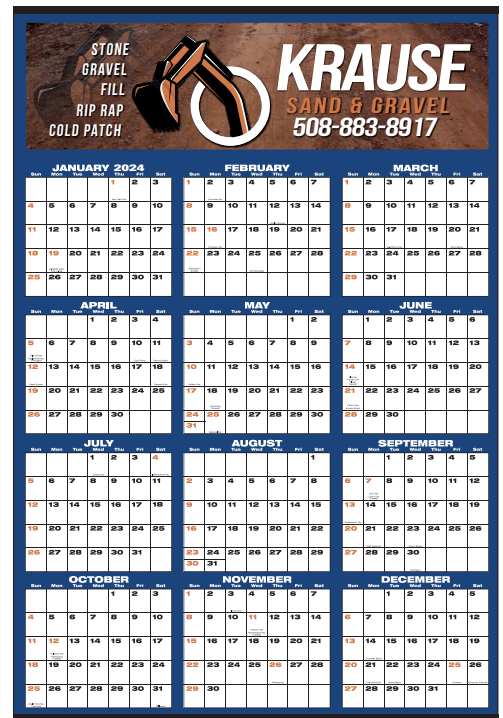 STONE
GRAVEL
FILL
RIP RAP
COLD PATCH
KRAUSE
SAND & GRAVEL
508-883-8917
JANUARY 2024
Sun Mon Tue Wed Thu Fri Sat
1 2 3
4 5 6 7 8 9 10
11 12 13 14 15 16 17
18 19 20 21 22 23 24
25 26 27 28 29 30 31
FEBRUARY
Sun Mon Tue Wed Thu Fri Sat
1 2 3 4 5 6 7
8 9 10 11 12 13 14
15 16 17 18 19 20 21
22 23 24 25 26 27 28
MARCH
Sun Mon Tue Wed Thu Fri Sat
1 2 3 4 5 6 7
8 9 10 11 12 13 14
15 16 17 18 19 20 21
22 23 24 25 26 27 28
29 30 31
APRIL
Sun Mon Tue Wed Thu Fri Sat
1 2 3 4
5 6 7 8 9 10 11
12 13 14 15 16 17 18
19 20 21 22 23 24 25
26 27 28 29 30
MAY
Sun Mon Tue Wed Thu Fri Sat
1 2
3 4 5 6 7 8 9
10 11 12 13 14 15 16
17 18 19 20 21 22 23
24 25 26 27 28 29 30
31
JUNE
Sun Mon Tue Wed Thu Fri Sat
1 2 3 4 5 6
7 8 9 10 11 12 13
14 15 16 17 18 19 20
21 22 23 24 25 26 27
28 29 30
JULY
Sun Mon Tue Wed Thu Fri Sat
1 2 3 4
5 6 7 8 9 10 11
12 13 14 15 16 17 18
19 20 21 22 23 24 25
26 27 28 29 30 31
AUGUST
Sun Mon Tue Wed Thu Fri Sat
1
2 3 4 5 6 7 8
9 10 11 12 13 14 15
16 17 18 19 20 21 22
23 24 25 26 27 28 29
30 31
SEPTEMBER
Sun Mon Tue Wed Thu Fri Sat
1 2 3 4 5
6 7 8 9 10 11 12
13 14 15 16 17 18 19
20 21 22 23 24 25 26
27 28 29 30
OCTOBER
Sun Mon Tue Wed Thu Fri Sat
1 2 3
4 5 6 7 8 9 10
11 12 13 14 15 16 17
18 19 20 21 22 23 24
25 26 27 28 29 30 31
NOVEMBER
Sun Mon Tue Wed Thu Fri Sat
1 2 3 4 5 6 7
8 9 10 11 12 13 14
15 16 17 18 19 20 21
22 23 24 25 26 27 28
29 30
DECEMBER
Sun Mon Tue Wed Thu Fri Sat
1 2 3 4 5
6 7 8 9 10 11 12
13 14 15 16 17 18 19
20 21 22 23 24 25 26
27 28 29 30 31